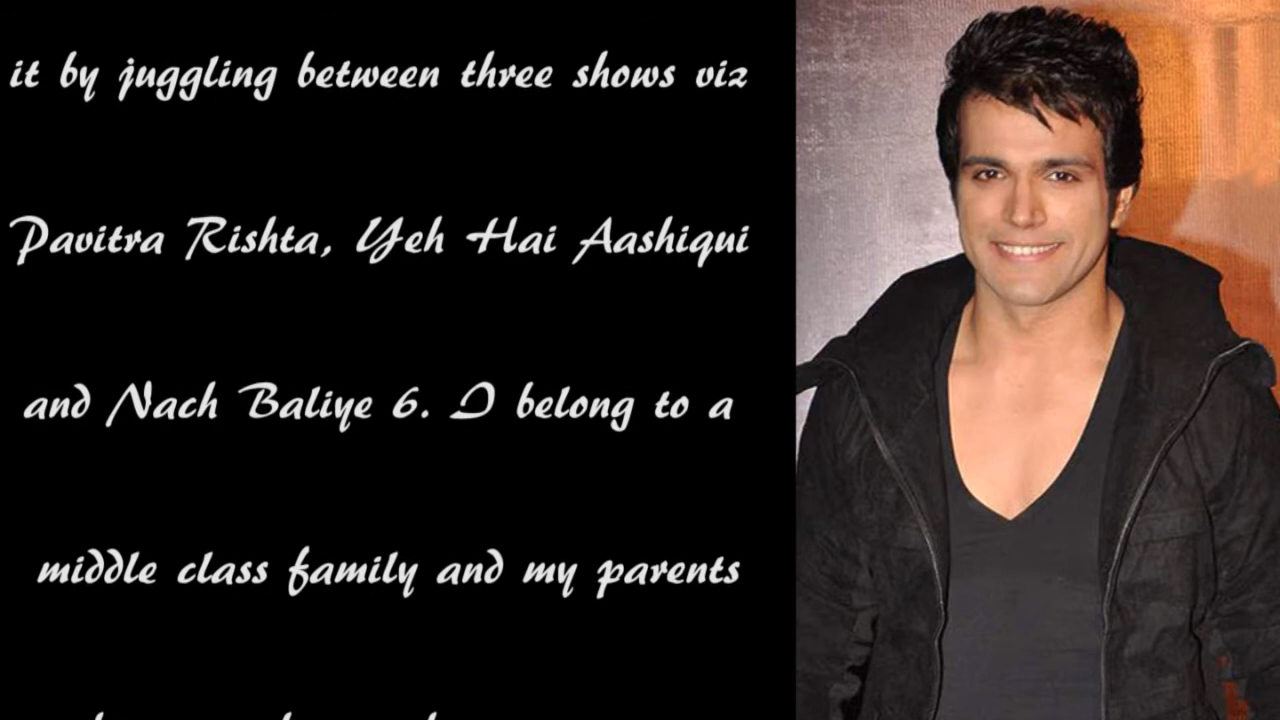 it by juggling between three shows viz
Pavitra Rishta, Yeh Hai Aashiqui
and Nach Baliye 6. I belong to a
middle class family and my parents